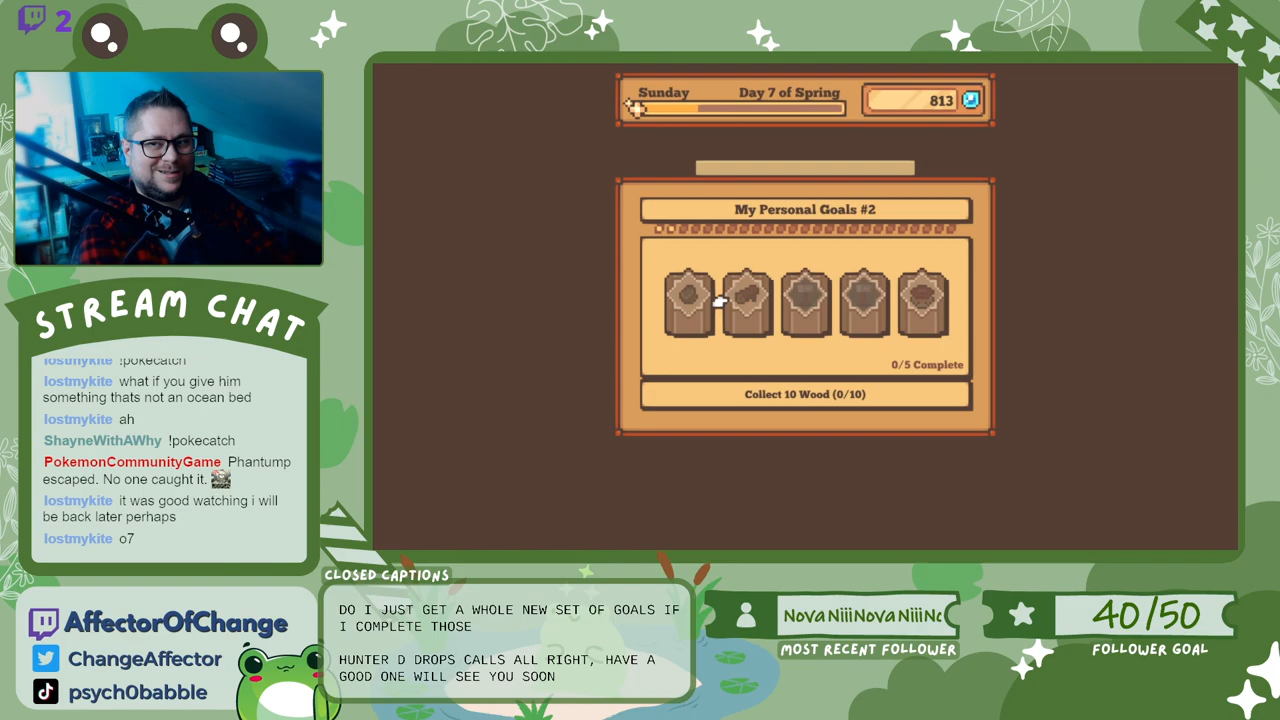 2
Sunday
Day 7 of Spring
813
My Personal Goals #2
0/5 Complete
Collect 10 Wood (0/10)
STREAM CHAT
lostmykite !pokecatch
lostmykite what if you give him
something thats not an ocean bed
lostmykite ah
ShayneWithAWhy !pokecatch
PokemonCommunityGame Phantump
escaped. No one caught it.
lostmykite it was good watching i will
be back later perhaps
lostmykite o7
AffectorOfChange
ChangeAffector
psych0babble
CLOSED CAPTIONS
DO I JUST GET A WHOLE NEW SET OF GOALS IF
I COMPLETE THOSE
HUNTER D DROPS CALLS ALL RIGHT, HAVE A
GOOD ONE WILL SEE YOU SOON
Nova NiiiNova NiiiNc
MOST RECENT FOLLOWER
40/50
FOLLOWER GOAL